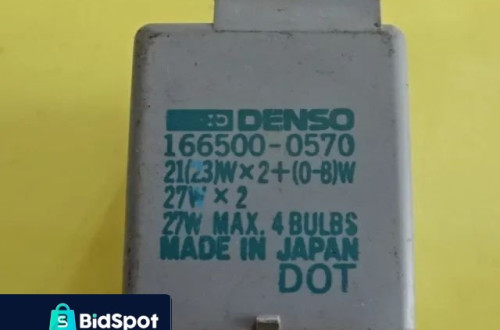 DENSO
166500-0570
21(23)W×2+(0-8)W
27W × 2
27W MAX. 4 BULBS
MADE IN JAPAN
DOT
S BidSpot